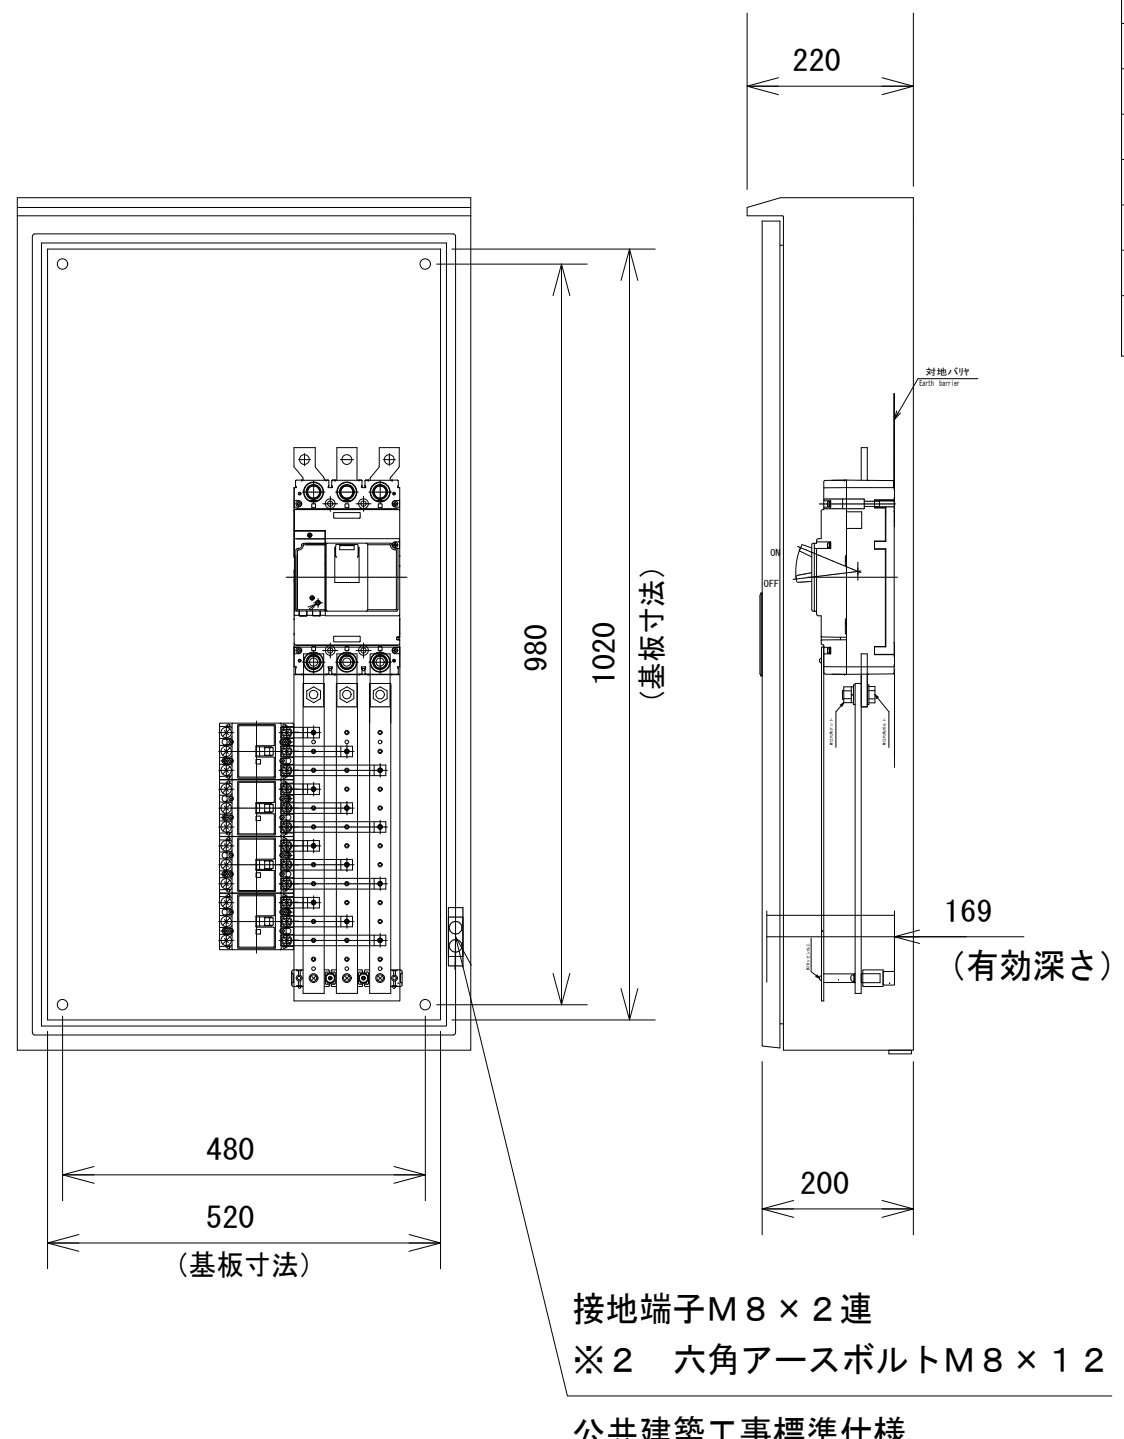 220
対地バリヤ
Earth barrier
ON
OFF
980
1020
(基板寸法)
169
(有効深さ)
480
520
(基板寸法)
200
接地端子M8×2連
※2 六角アースボルトM8×12
公共建築工事標準仕様